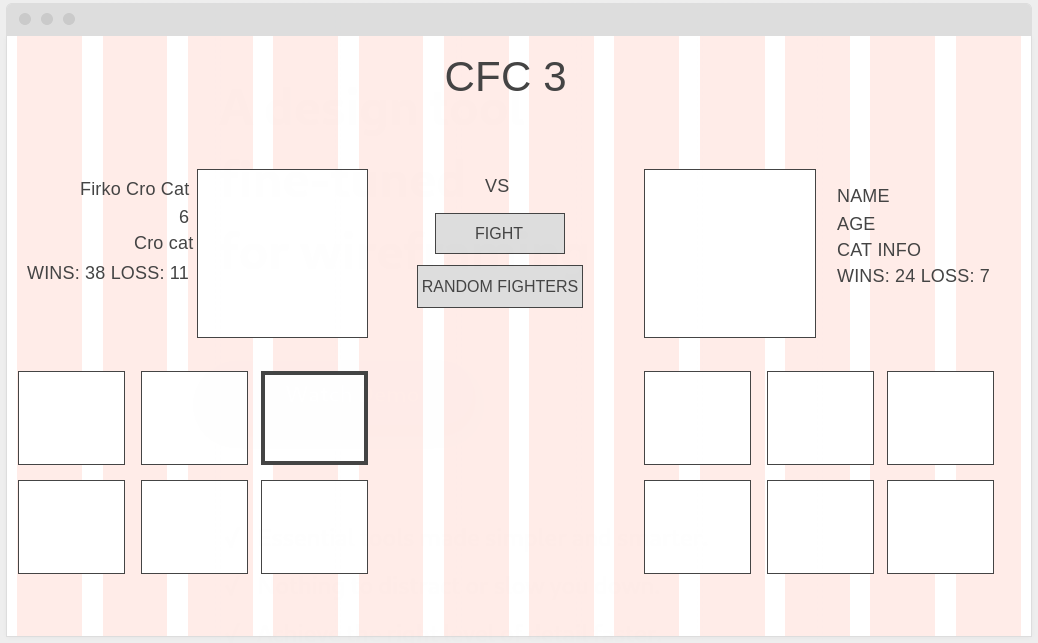 CFC 3
Firko Cro Cat
6
Cro cat
WINS: 38 LOSS: 11
VS
FIGHT
RANDOM FIGHTERS
NAME
AGE
CAT INFO
WINS: 24 LOSS: 7